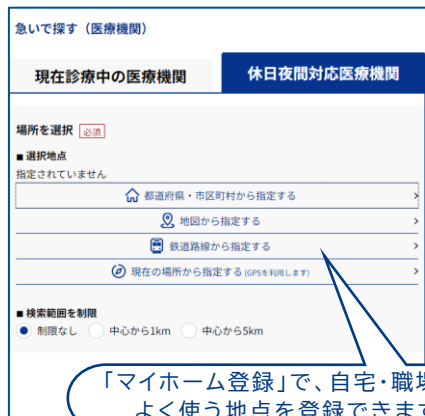 急いで探す（医療機関）
現在診療中の医療機関
休日夜間対応医療機関
場所を選択 必須
■ 選択地点
指定されていません
都道府県・市区町村から指定する
地図から指定する
鉄道路線から指定する
現在の場所から指定する (GPSを利用します)
■ 検索範囲を制限
制限なし 中心から1km 中心から5km
「マイホーム登録」で、自宅・職場
よく使う地点を登録できます